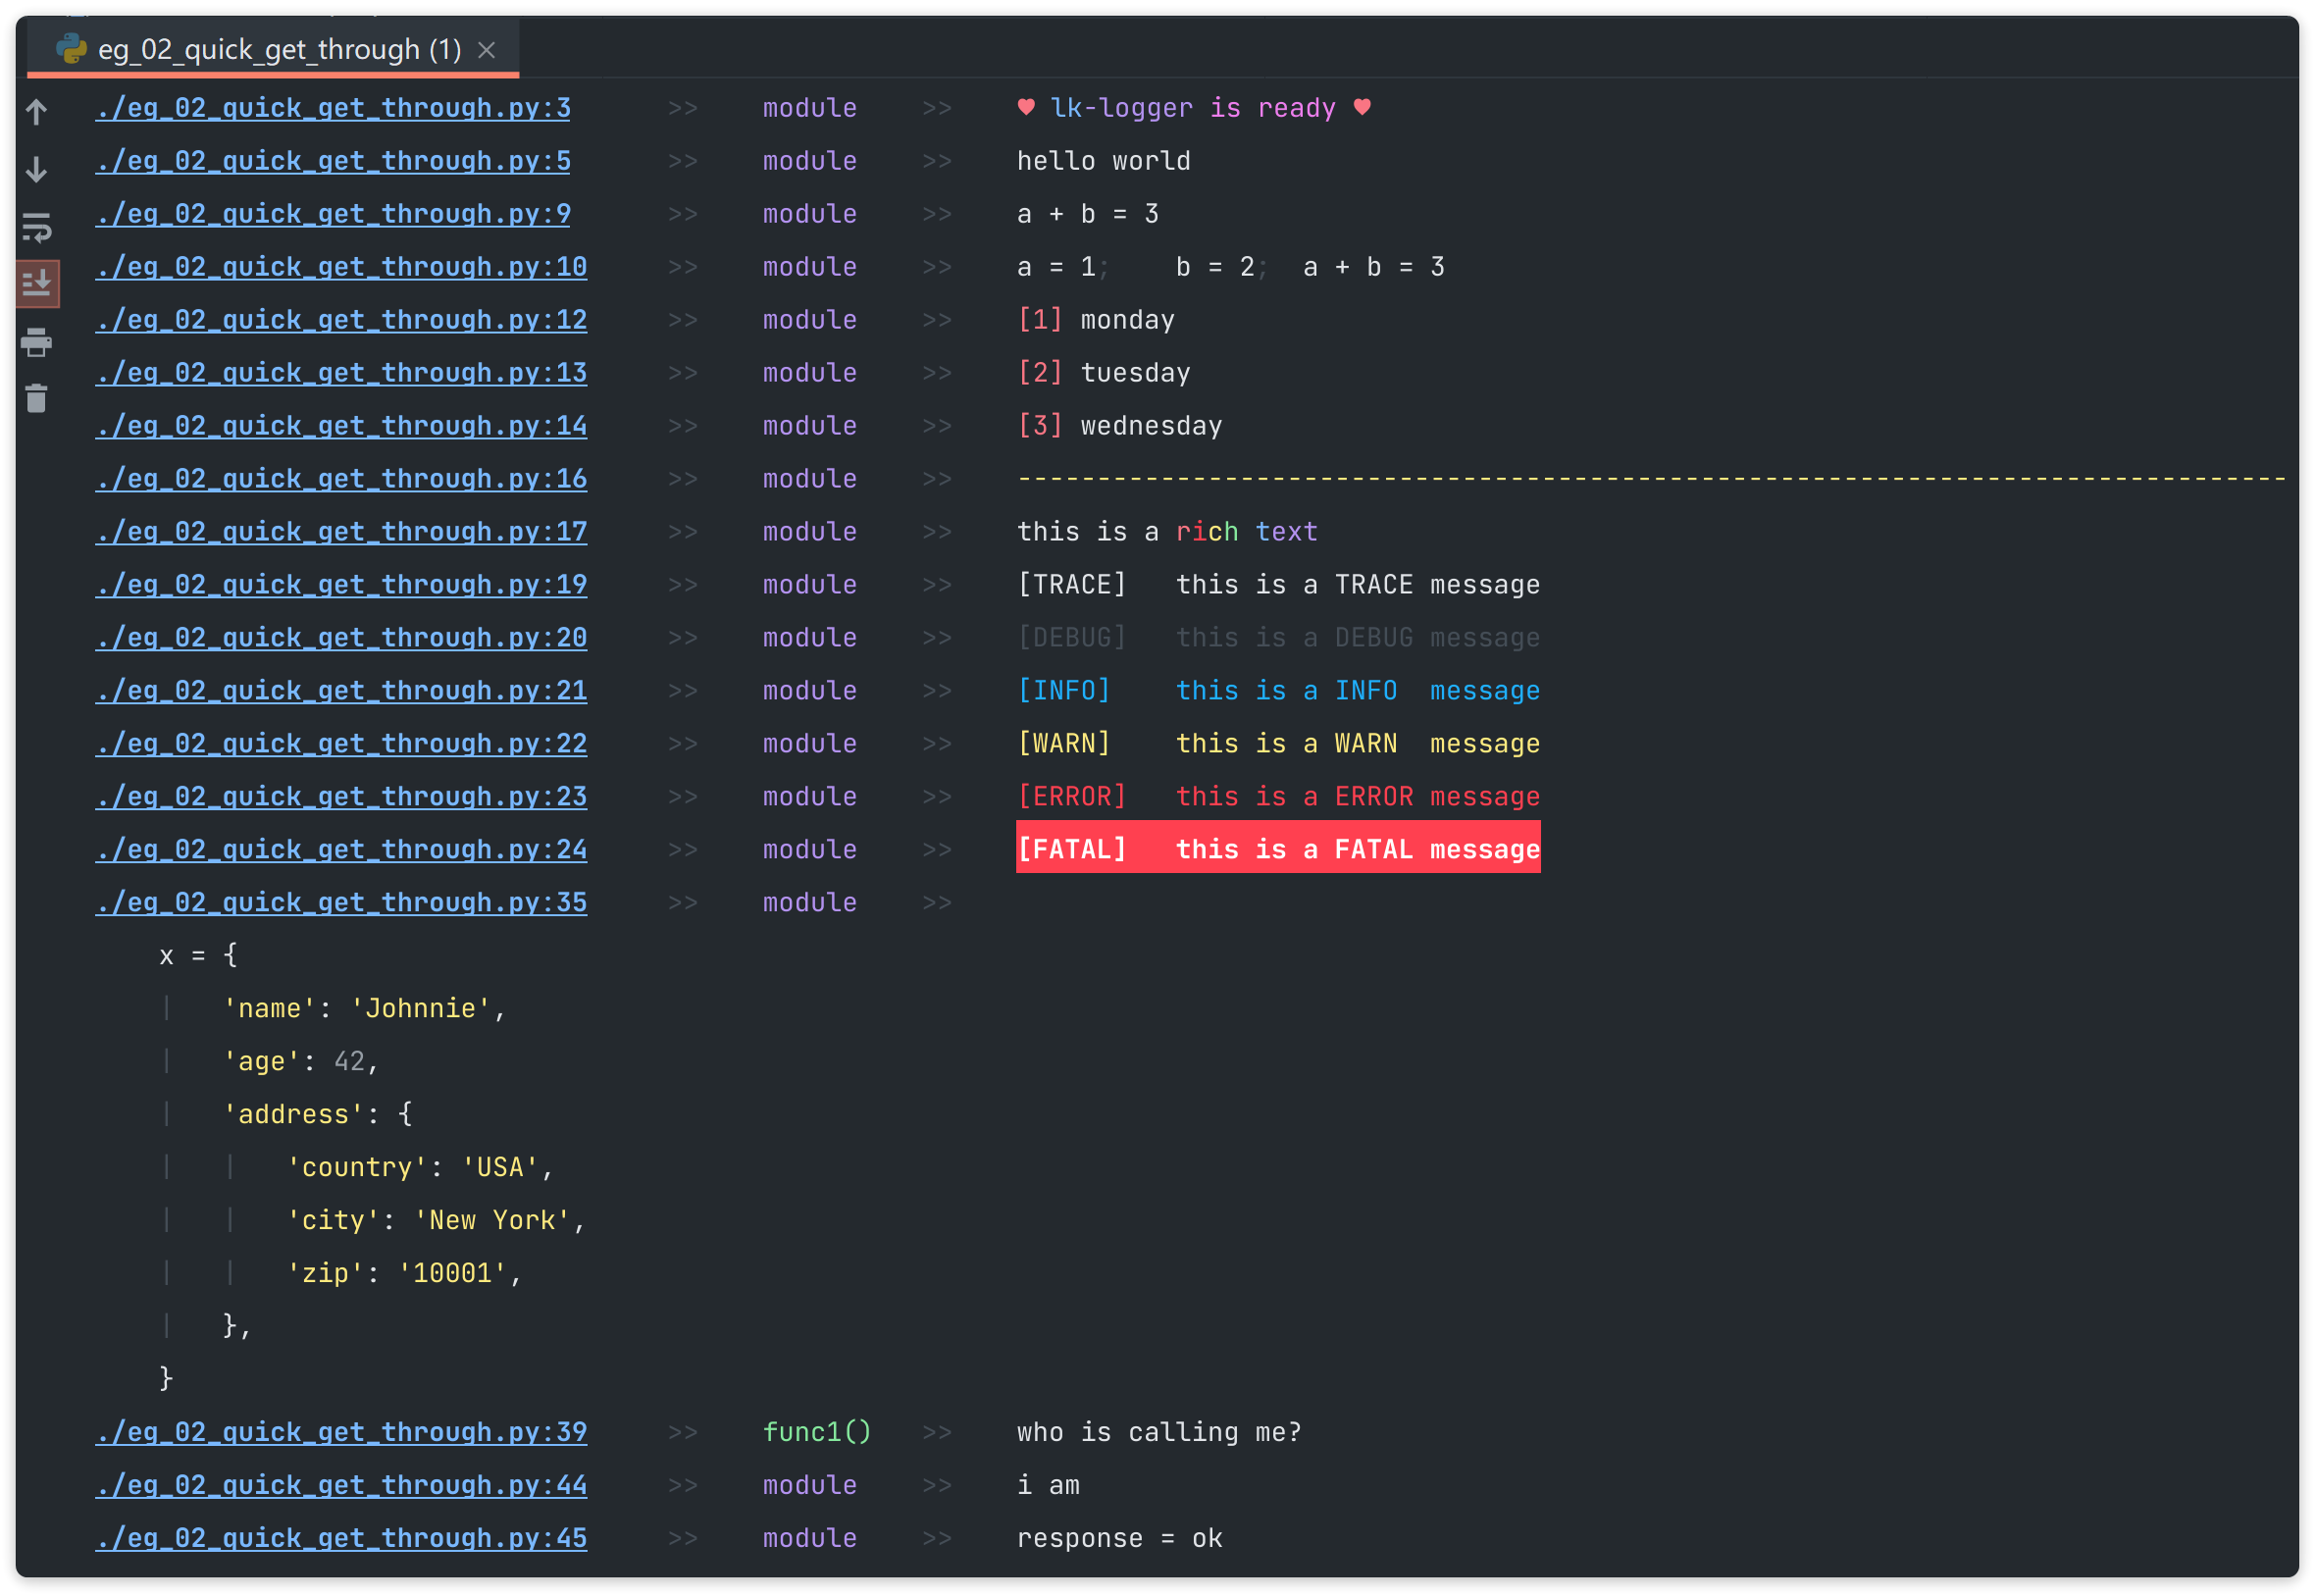 eg_02_quick_get_through (1) ×
./eg_02_quick_get_through.py:3 >> module >> ♥ lk-logger is ready ♥
./eg_02_quick_get_through.py:5 >> module >> hello world
./eg_02_quick_get_through.py:9 >> module >> a + b = 3
./eg_02_quick_get_through.py:10 >> module >> a = 1; b = 2; a + b = 3
./eg_02_quick_get_through.py:12 >> module >> [1] monday
./eg_02_quick_get_through.py:13 >> module >> [2] tuesday
./eg_02_quick_get_through.py:14 >> module >> [3] wednesday
./eg_02_quick_get_through.py:16 >> module >> --------------------------------------------------------------------------------
./eg_02_quick_get_through.py:17 >> module >> this is a rich text
./eg_02_quick_get_through.py:19 >> module >> [TRACE] this is a TRACE message
./eg_02_quick_get_through.py:20 >> module >> [DEBUG] this is a DEBUG message
./eg_02_quick_get_through.py:21 >> module >> [INFO] this is a INFO message
./eg_02_quick_get_through.py:22 >> module >> [WARN] this is a WARN message
./eg_02_quick_get_through.py:23 >> module >> [ERROR] this is a ERROR message
./eg_02_quick_get_through.py:24 >> module >> [FATAL] this is a FATAL message
./eg_02_quick_get_through.py:35 >> module >>
x = {
|   'name': 'Johnnie',
|   'age': 42,
|   'address': {
|   |   'country': 'USA',
|   |   'city': 'New York',
|   |   'zip': '10001',
|   },
}
./eg_02_quick_get_through.py:39 >> func1() >> who is calling me?
./eg_02_quick_get_through.py:44 >> module >> i am
./eg_02_quick_get_through.py:45 >> module >> response = ok